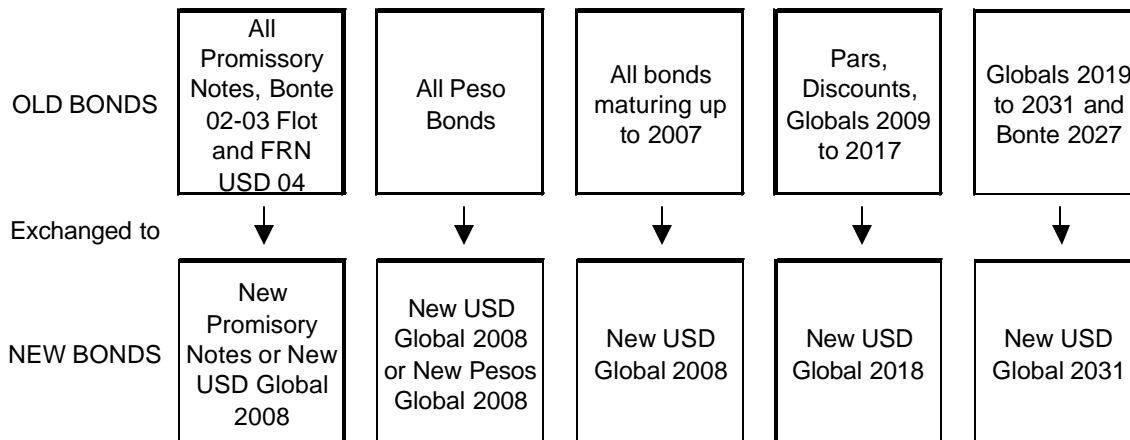 OLD BONDS
All
Promissory
Notes, Bonte
02-03 Flot
and FRN
USD 04
All Peso
Bonds
All bonds
maturing up
to 2007
Pars,
Discounts,
Globals 2009
to 2017
Globals 2019
to 2031 and
Bonte 2027
Exchanged to
NEW BONDS
New
Promisory
Notes or New
USD Global
2008
New USD
Global 2008
or New Pesos
Global 2008
New USD
Global 2008
New USD
Global 2018
New USD
Global 2031